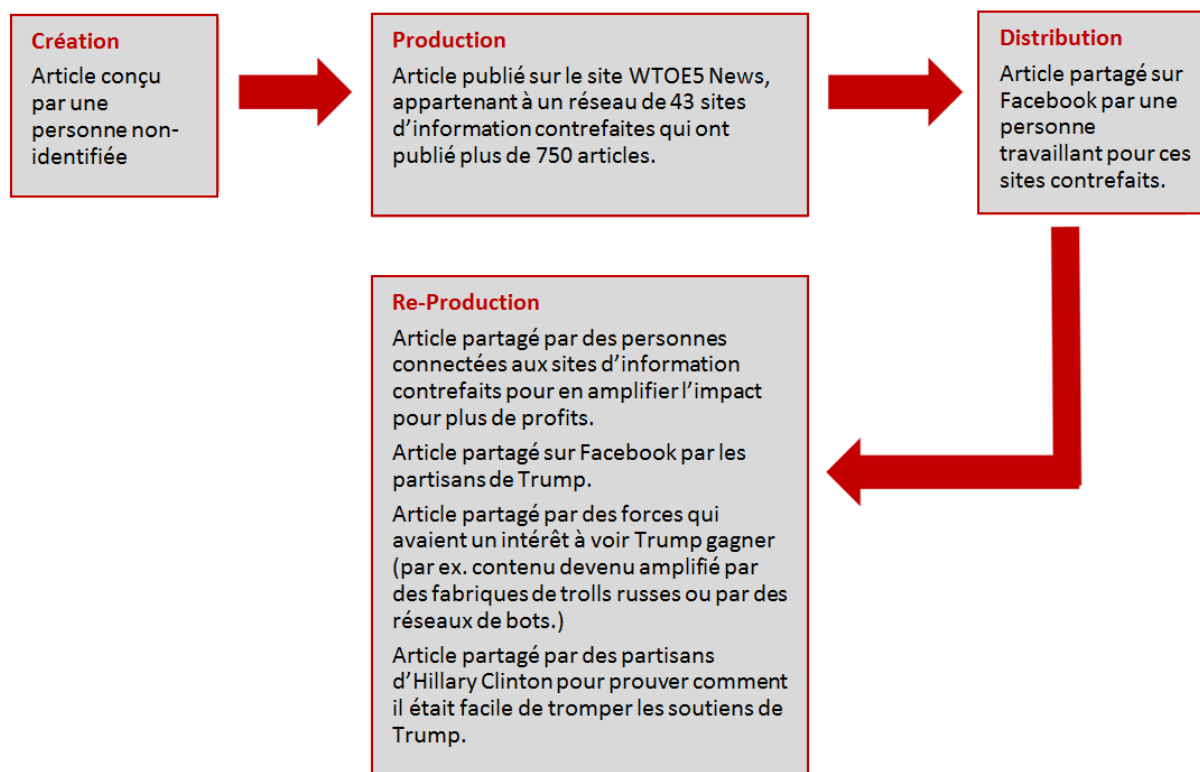 Création
Article conçu
par une
personne non-
identifiée
Production
Article publié sur le site WTOE5 News,
appartenant à un réseau de 43 sites
d’information contrefaites qui ont
publié plus de 750 articles.
Distribution
Article partagé sur
Facebook par une
personne
travaillant pour ces
sites contrefaits.
Re-Production
Article partagé par des personnes
connectées aux sites d’information
contrefaits pour en amplifier l’impact
pour plus de profits.
Article partagé sur Facebook par les
partisans de Trump.
Article partagé par des forces qui
avaient un intérêt à voir Trump gagner
(par ex. contenu devenu amplifié par
des fabriques de trolls russes ou par des
réseaux de bots.)
Article partagé par des partisans
d’Hillary Clinton pour prouver comment
il était facile de tromper les soutiens de
Trump.